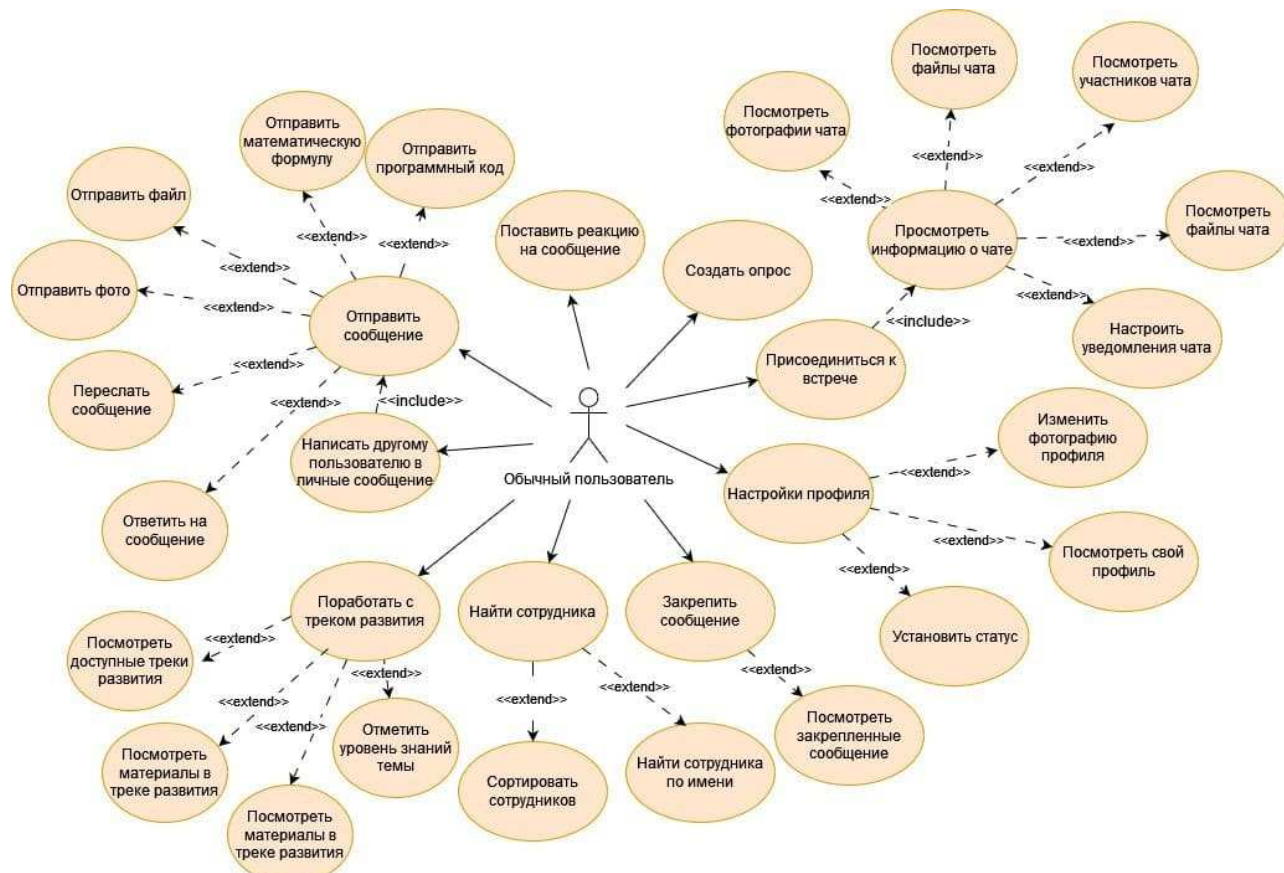 Посмотреть
файлы чата
Посмотреть
участников чата
Посмотреть
фотографии чата
Отправить
математическую
формулу
Отправить
программный код
<<extend>>
<<extend>>
<<extend>>
Отправить файл
Поставить реакцию
на сообщение
Просмотреть
информацию о чате
<<extend>>
Посмотреть
файлы чата
<<extend>>
<<extend>>
<<extend>>
Создать опрос
<<extend>>
Отправить фото
<<extend>>
Отправить
сообщение
<<include>>
Настроить
уведомления чата
<<extend>>
Присоединиться к
встрече
Переслать
сообщение
<<extend>>
<<include>>
Изменить
фотографию
профиля
Написать другому
пользователю в
личные сообщение
<<extend>>
Обычный пользователь
Настройки профиля
Ответить на
сообщение
<<extend>>
Посмотреть свой
профиль
<<extend>>
Поработать с
треком развития
Найти сотрудника
Закрепить
сообщение
Установить статус
<<extend>>
Посмотреть
доступные треки
развития
<<extend>>
<<extend>>
<<extend>>
<<extend>>
<<extend>>
<<extend>>
<<extend>>
Отметить
уровень знаний
темы
Посмотреть
закрепленные
сообщение
Посмотреть
материалы в
треке развития
Сортировать
сотрудников
Найти сотрудника
по имени
Посмотреть
материалы в
треке развития